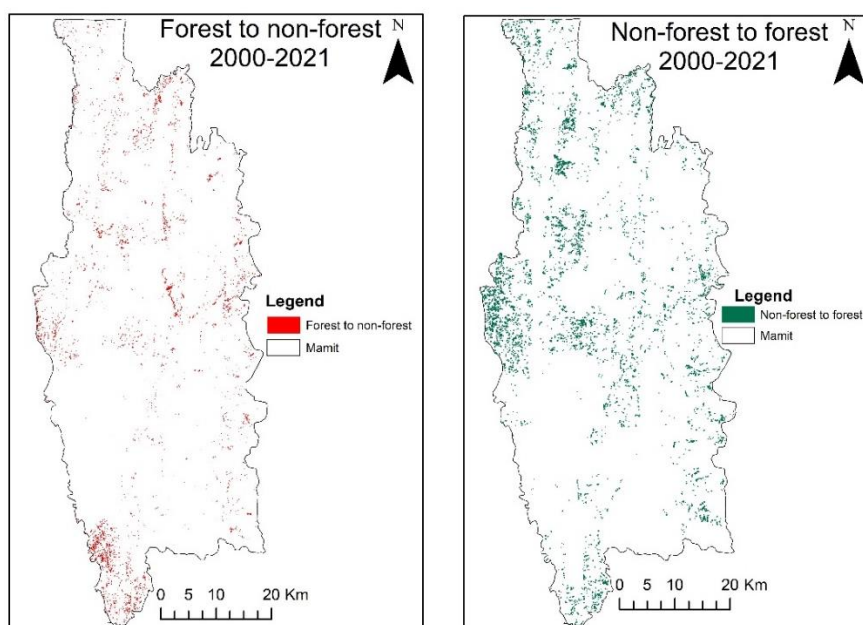 Forest to non-forest
2000-2021
N
Legend
Forest to non-forest
Mamit
0 5 10 20 Km
Non-forest to forest
2000-2021
N
Legend
Non-forest to forest
Mamit
0 5 10 20 Km